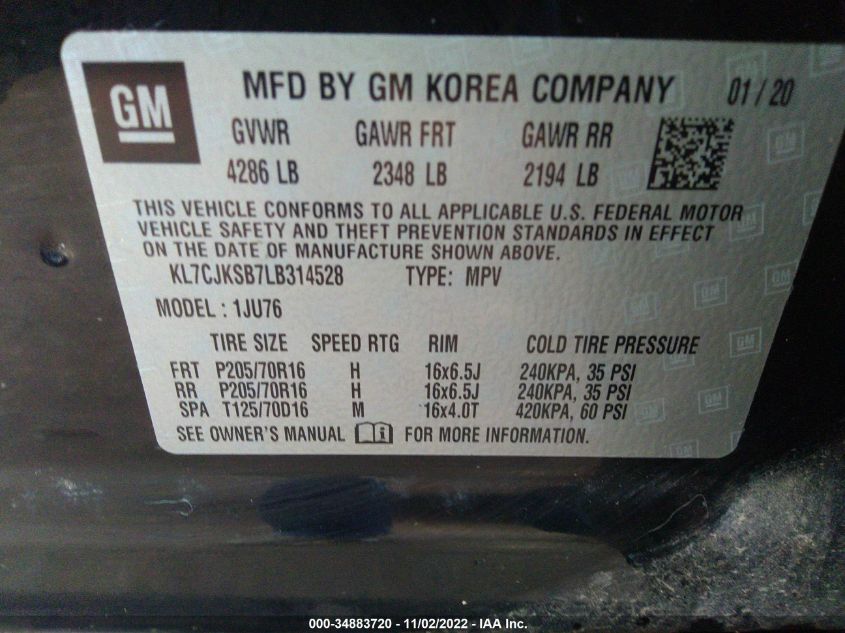 GM
MFD BY GM KOREA COMPANY 01 / 20
GVWR GAWR FRT GAWR RR
4286 LB 2348 LB 2194 LB
THIS VEHICLE CONFORMS TO ALL APPLICABLE U.S. FEDERAL MOTOR
VEHICLE SAFETY AND THEFT PREVENTION STANDARDS IN EFFECT
ON THE DATE OF MANUFACTURE SHOWN ABOVE.
KL7CJKSB7LB314528 TYPE: MPV
MODEL : 1JU76
TIRE SIZE SPEED RTG RIM COLD TIRE PRESSURE
FRT P205/70R16 H 16x6.5J 240KPA, 35 PSI
RR P205/70R16 H 16x6.5J 240KPA, 35 PSI
SPA T125/70D16 M 16x4.0T 420KPA, 60 PSI
SEE OWNER'S MANUAL FOR MORE INFORMATION.
000-34883720 - 11/02/2022 - IAA Inc.